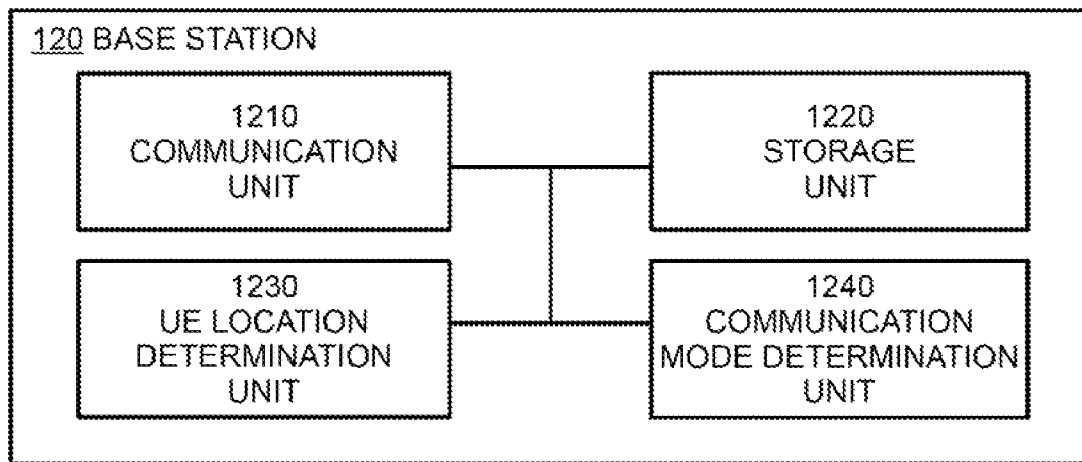 120 BASE STATION
1210
COMMUNICATION
UNIT
1220
STORAGE
UNIT
1230
UE LOCATION
DETERMINATION
UNIT
1240
COMMUNICATION
MODE DETERMINATION
UNIT